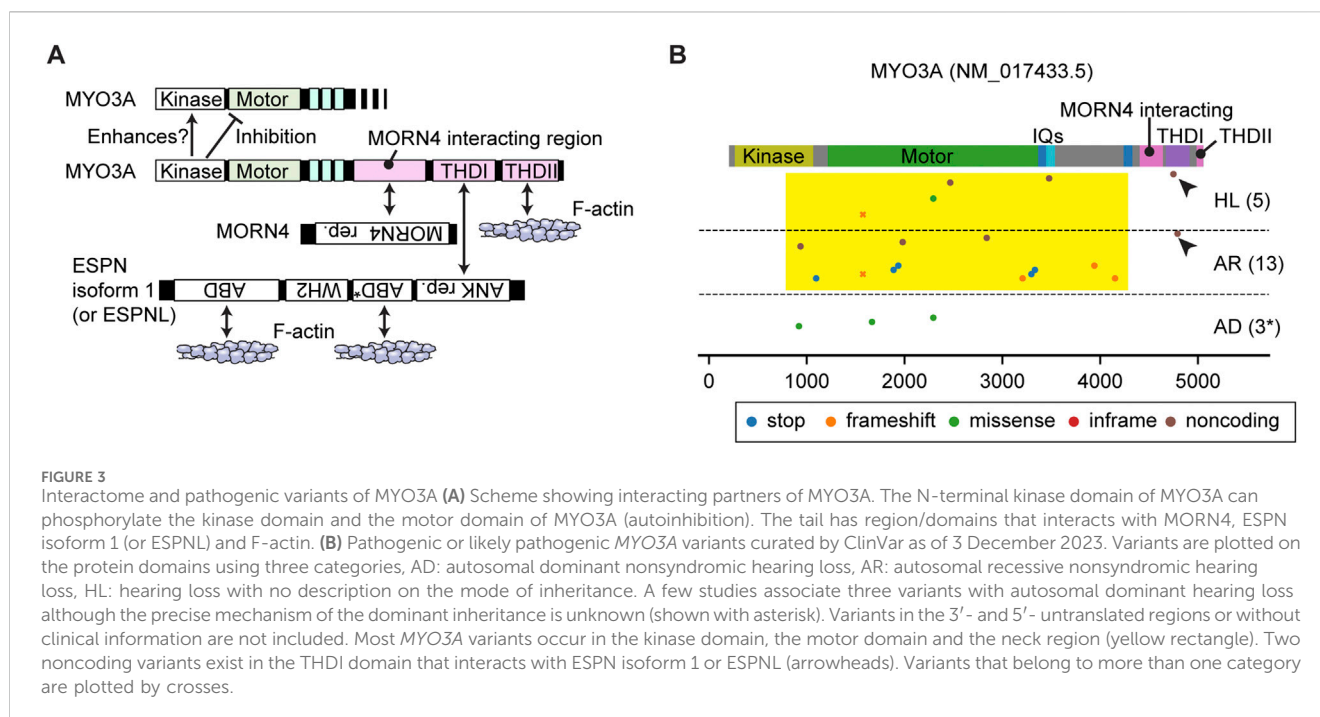 A
MYO3A
Kinase
Motor
Enhances?
Inhibition
MORN4 interacting region
MYO3A
Kinase
Motor
THDI
THDII
F-actin
MORN4
MORN4 rep.
ESPN
isoform 1
(or ESPNL)
ABD
WH2
ABD*
ANK rep.
F-actin
B
MYO3A (NM_017433.5)
MORN4 interacting
IQs
THDI
THDII
Kinase
Motor
HL (5)
AR (13)
AD (3*)
0 1000 2000 3000 4000 5000
stop frameshift missense inframe noncoding
FIGURE 3
Interactome and pathogenic variants of MYO3A (A) Scheme showing interacting partners of MYO3A. The N-terminal kinase domain of MYO3A can
phosphorylate the kinase domain and the motor domain of MYO3A (autoinhibition). The tail has region/domains that interacts with MORN4, ESPN
isoform 1 (or ESPNL) and F-actin. (B) Pathogenic or likely pathogenic MYO3A variants curated by ClinVar as of 3 December 2023. Variants are plotted on
the protein domains using three categories, AD: autosomal dominant nonsyndromic hearing loss, AR: autosomal recessive nonsyndromic hearing
loss, HL: hearing loss with no description on the mode of inheritance. A few studies associate three variants with autosomal dominant hearing loss
although the precise mechanism of the dominant inheritance is unknown (shown with asterisk). Variants in the 3′- and 5′- untranslated regions or without
clinical information are not included. Most MYO3A variants occur in the kinase domain, the motor domain and the neck region (yellow rectangle). Two
noncoding variants exist in the THDI domain that interacts with ESPN isoform 1 or ESPNL (arrowheads). Variants that belong to more than one category
are plotted by crosses.